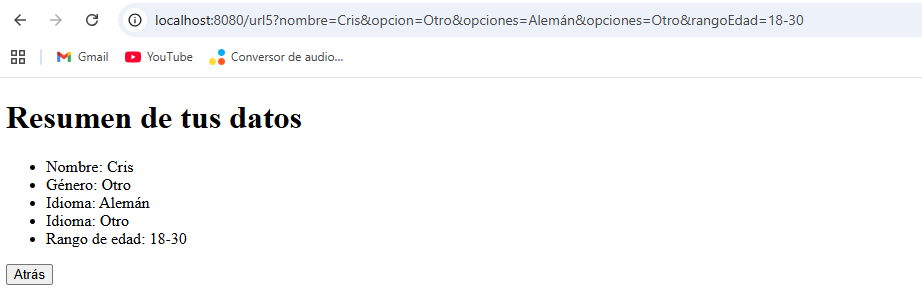 localhost:8080/url5?nombre=Cris&opcion=Otro&opciones=Alemán&opciones=Otro&rangoEdad=18-30
Gmail YouTube Conversor de audio...
Resumen de tus datos
Nombre: Cris
Género: Otro
Idioma: Alemán
Idioma: Otro
Rango de edad: 18-30
Atrás